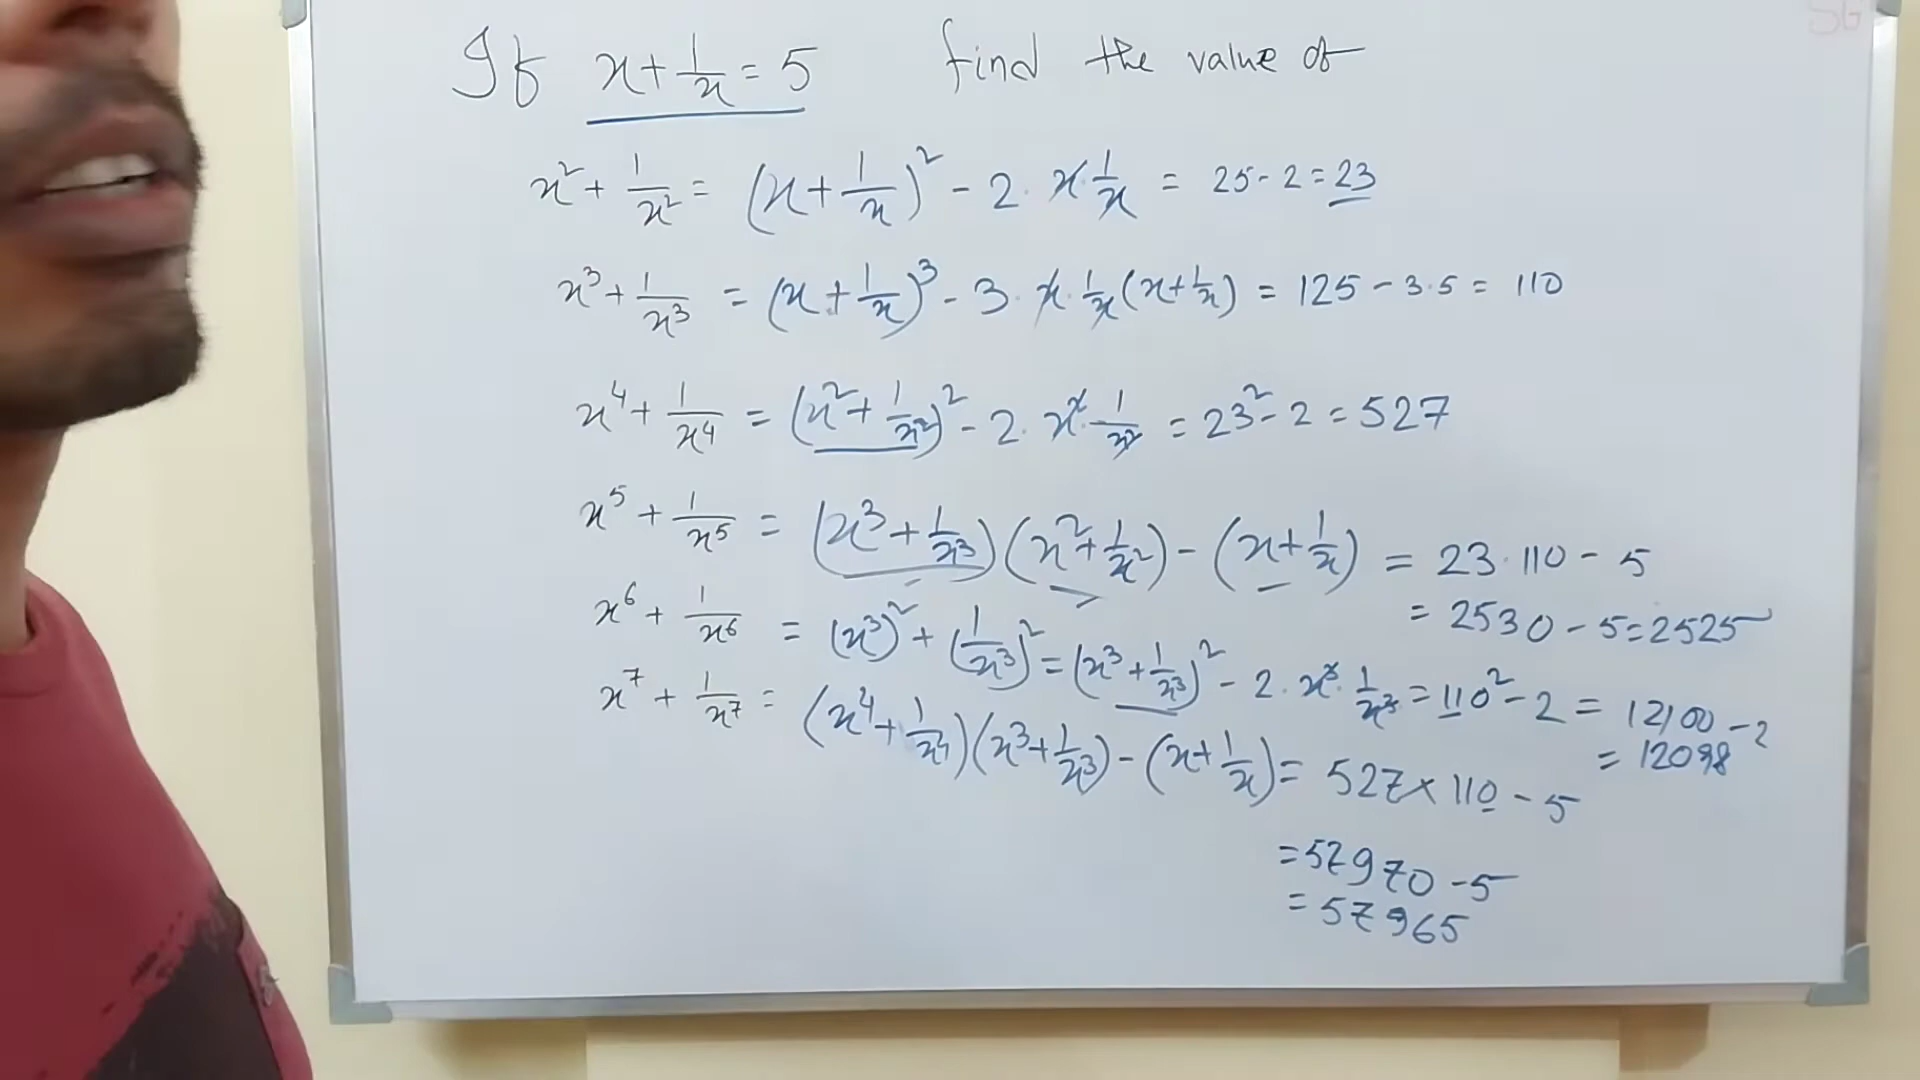 If x + 1/x = 5 find the value of
x² + 1/x² = (x + 1/x)² - 2 · x · 1/x = 25 - 2 = 23
x³ + 1/x³ = (x + 1/x)³ - 3 · x · 1/x (x + 1/x) = 125 - 3·5 = 110
x⁴ + 1/x⁴ = (x² + 1/x²)² - 2 · x² · 1/x² = 23² - 2 = 527
x⁵ + 1/x⁵ = (x³ + 1/x³)(x² + 1/x²) - (x + 1/x) = 23 · 110 - 5
= 2530 - 5 = 2525
x⁶ + 1/x⁶ = (x³)² + (1/x³)² = (x³ + 1/x³)² - 2 · x³ · 1/x³ = 110² - 2 = 12100 - 2
= 12098
x⁷ + 1/x⁷ = (x⁴ + 1/x⁴)(x³ + 1/x³) - (x + 1/x) = 527 × 110 - 5
= 57970 - 5
= 57965
SG